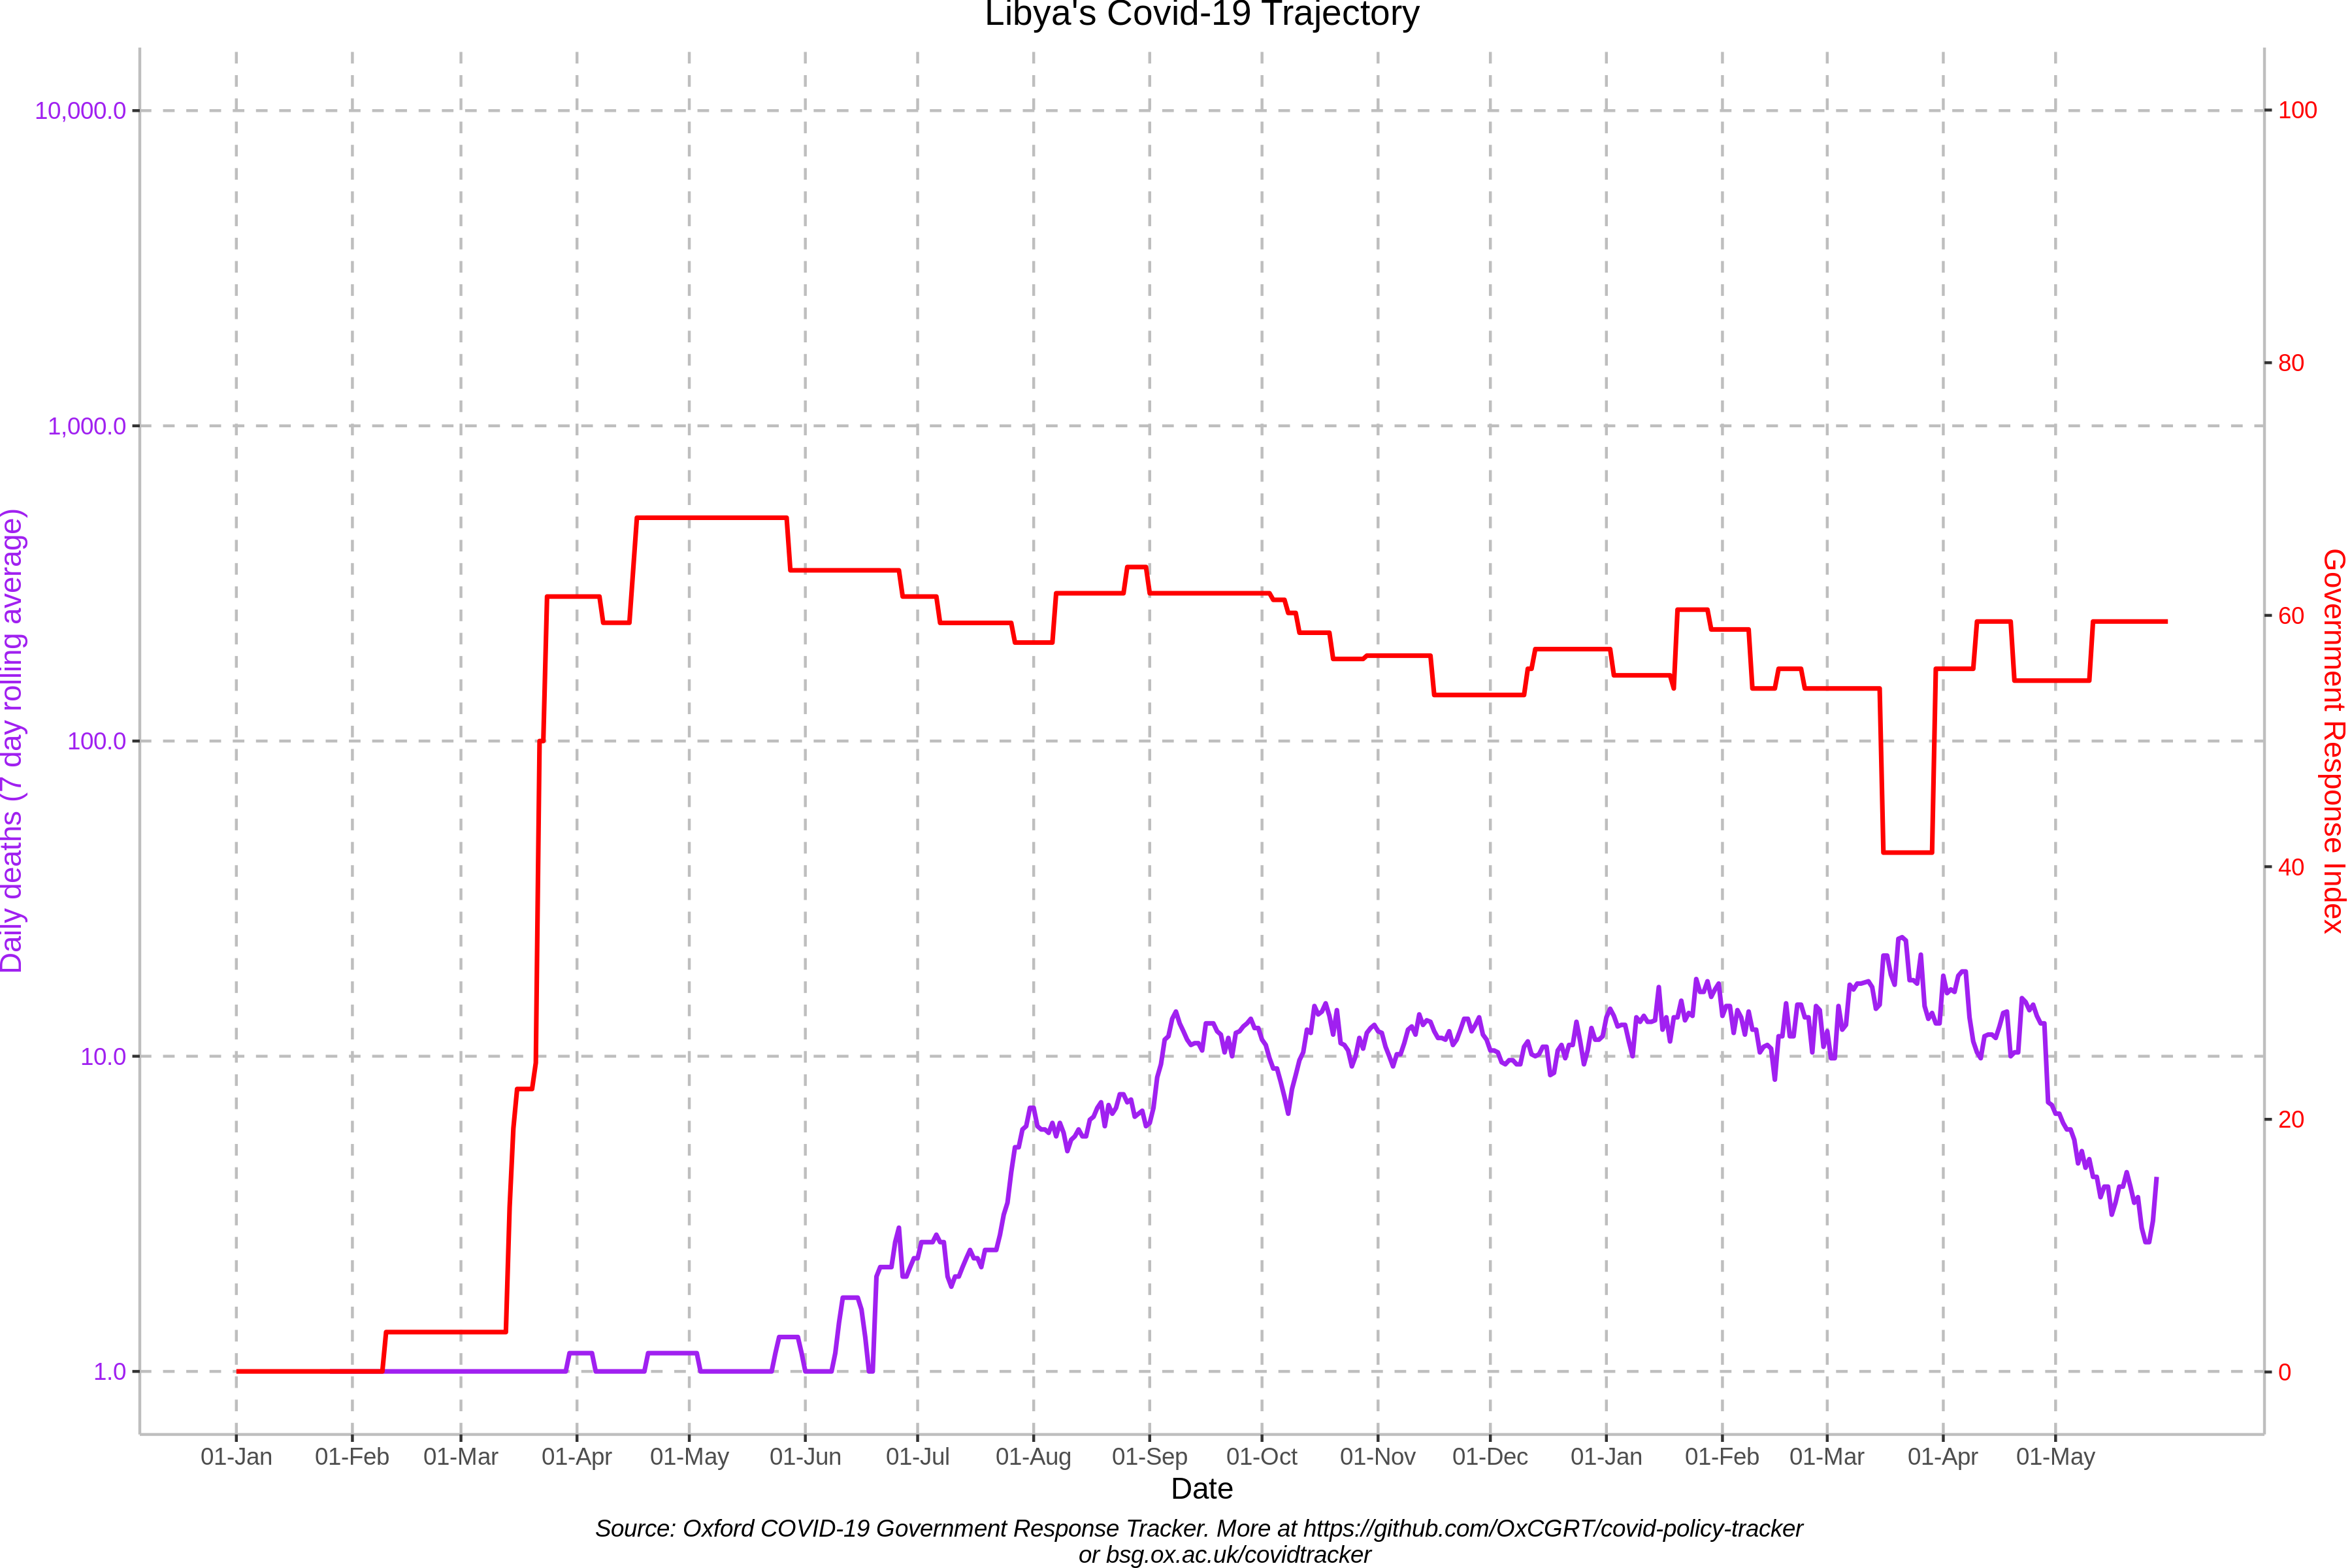 Libya's Covid-19 Trajectory
10,000.0
1,000.0
100.0
10.0
1.0
Daily deaths (7 day rolling average)
100
80
60
40
20
0
Government Response Index
01-Jan 01-Feb 01-Mar 01-Apr 01-May 01-Jun 01-Jul 01-Aug 01-Sep 01-Oct 01-Nov 01-Dec 01-Jan 01-Feb 01-Mar 01-Apr 01-May
Date
Source: Oxford COVID-19 Government Response Tracker. More at https://github.com/OxCGRT/covid-policy-tracker
or bsg.ox.ac.uk/covidtracker